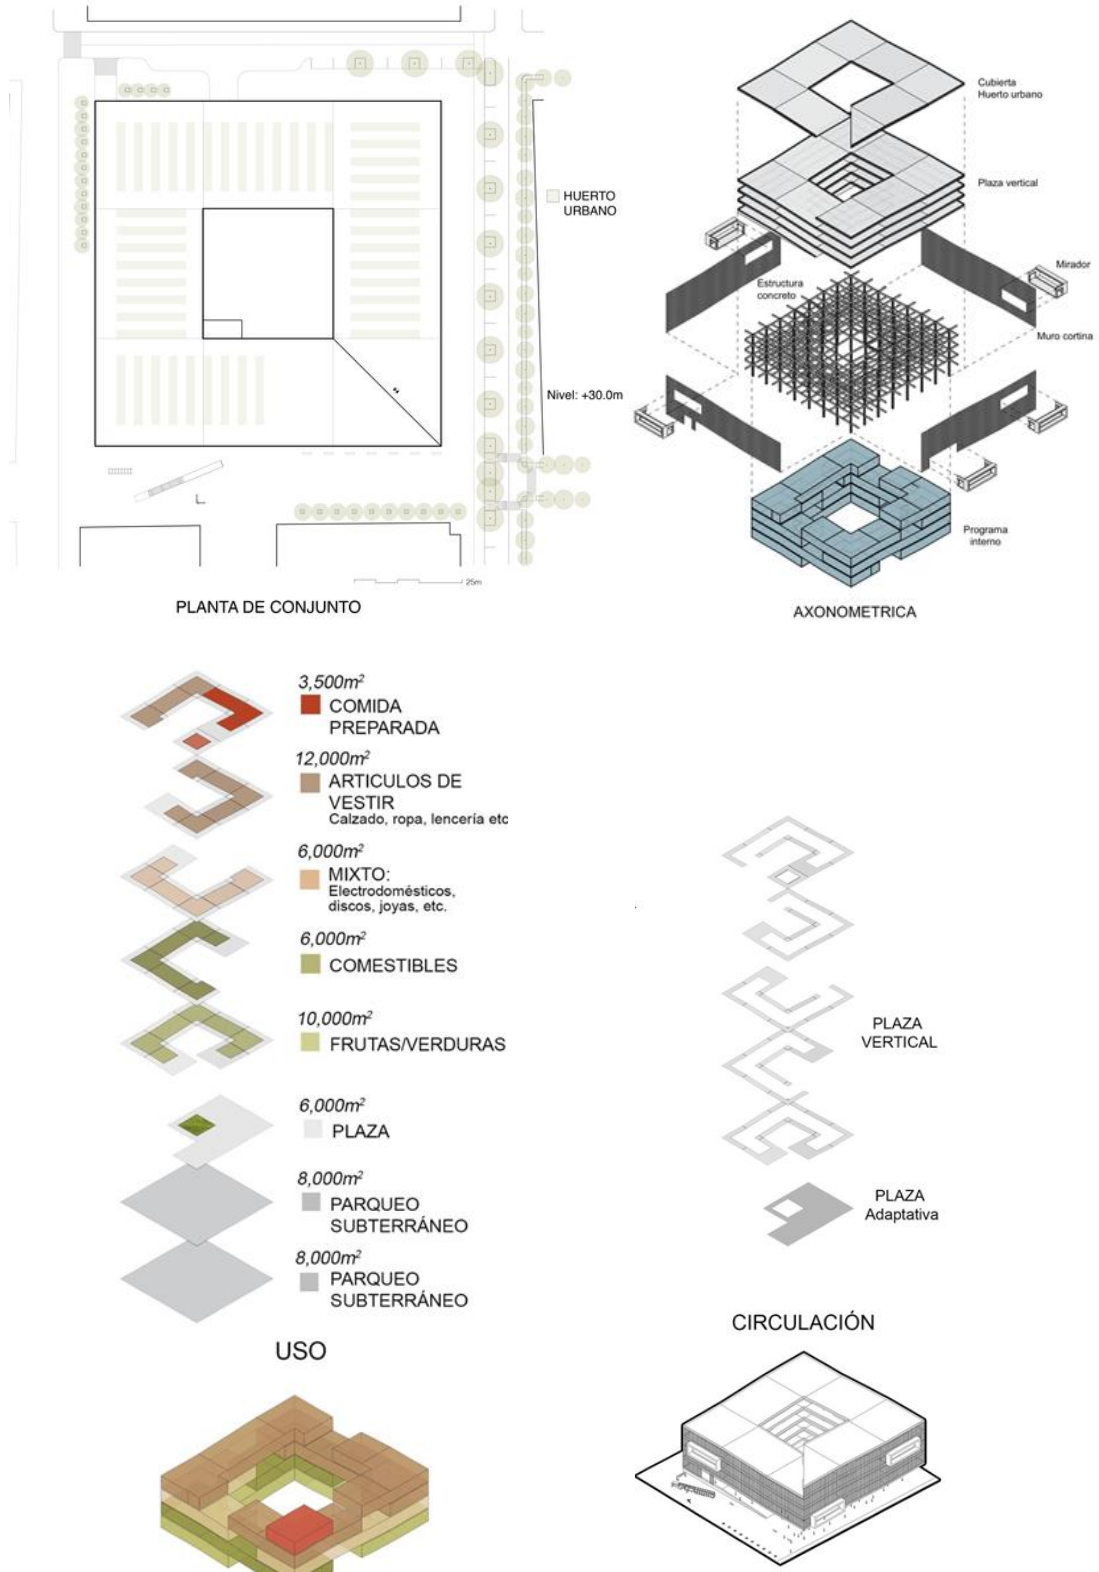 HUERTO
URBANO
Nivel: +30.0m
25m
PLANTA DE CONJUNTO
Cubierta
Huerto urbano
Plaza vertical
Mirador
Estructura
concreto
Muro cortina
Programa
interno
AXONOMETRICA
3,500m²
COMIDA
PREPARADA
12,000m²
ARTICULOS DE
VESTIR
Calzado, ropa, lencería etc
6,000m²
MIXTO:
Electrodomésticos,
discos, joyas, etc.
6,000m²
COMESTIBLES
10,000m²
FRUTAS/VERDURAS
6,000m²
PLAZA
8,000m²
PARQUEO
SUBTERRÁNEO
8,000m²
PARQUEO
SUBTERRÁNEO
USO
PLAZA
VERTICAL
PLAZA
Adaptativa
CIRCULACIÓN